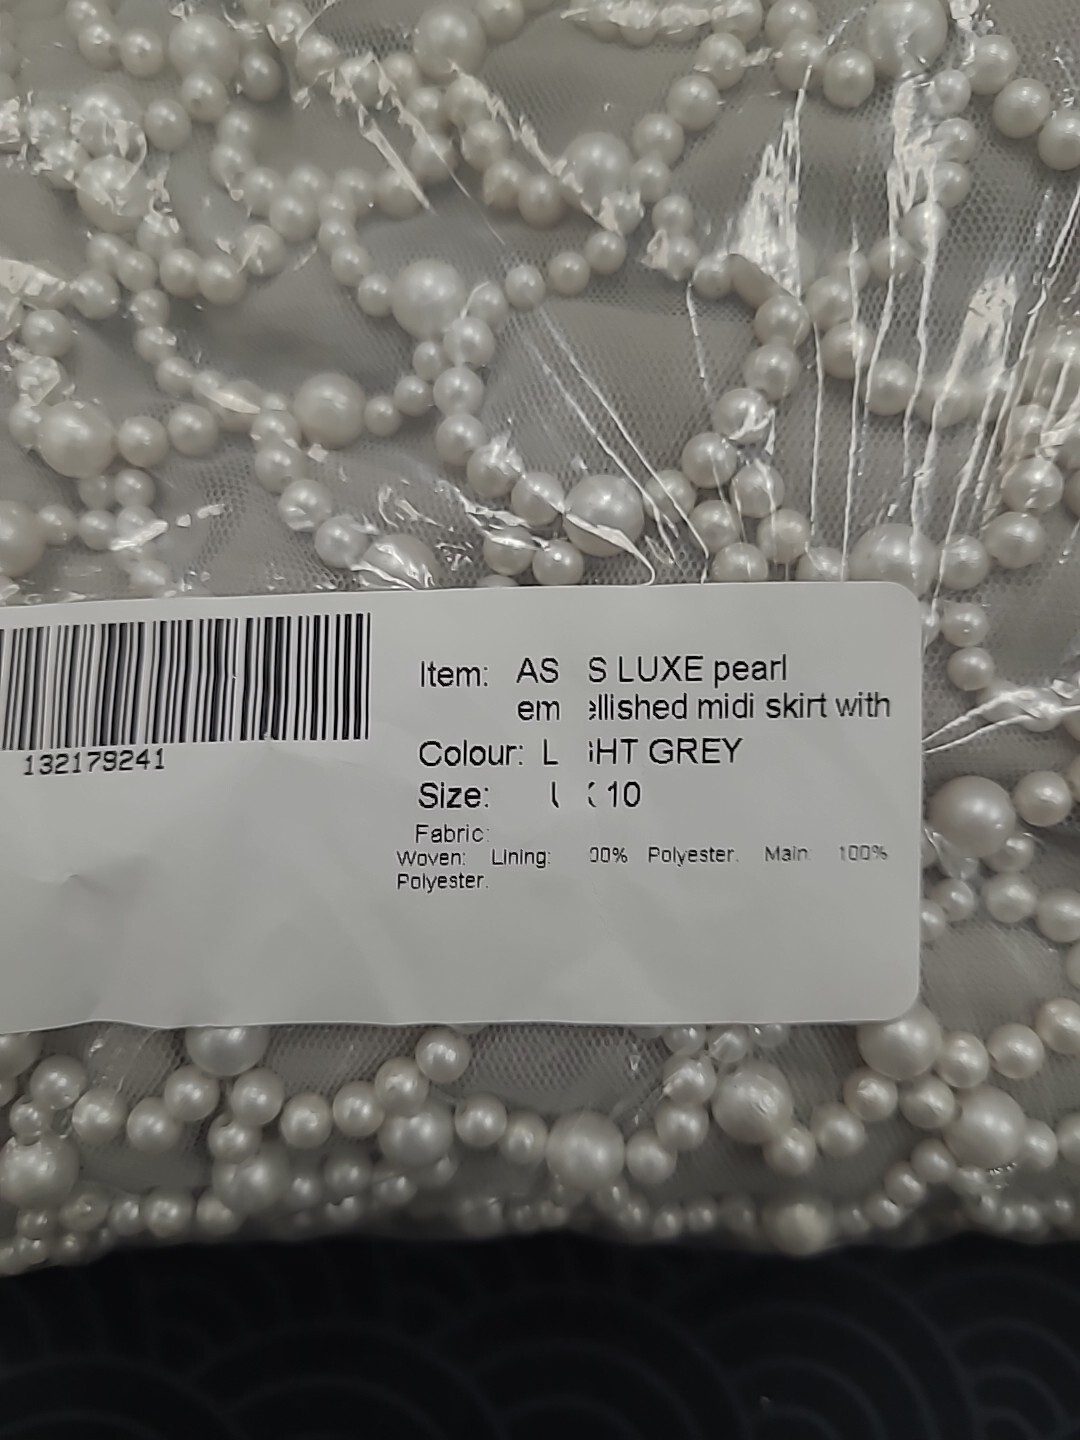 Item: AS S LUXE pearl
em ellished midi skirt with
Colour: L GHT GREY
Size: U K 10
Fabric:
Woven: Lining: 00% Polyester. Main: 100%
Polyester.
132179241